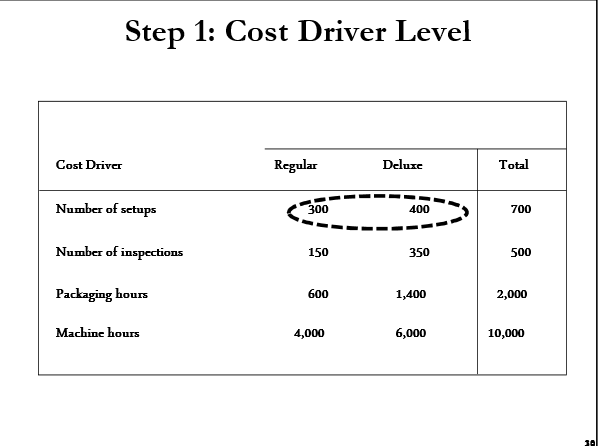 Step 1: Cost Driver Level
Cost Driver Regular Deluxe Total
Number of setups 300 400 700
Number of inspections 150 350 500
Packaging hours 600 1,400 2,000
Machine hours 4,000 6,000 10,000